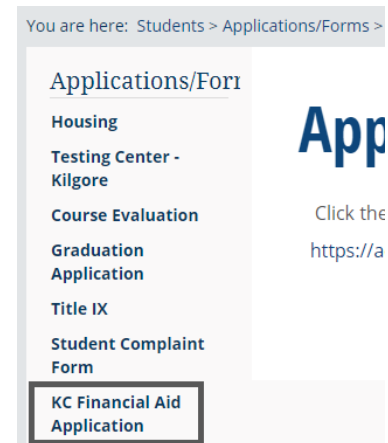 You are here: Students > Applications/Forms >
Applications/For
Housing
Testing Center -
Kilgore
Course Evaluation
Graduation
Application
Title IX
Student Complaint
Form
KC Financial Aid
Application
App
Click the
https://a